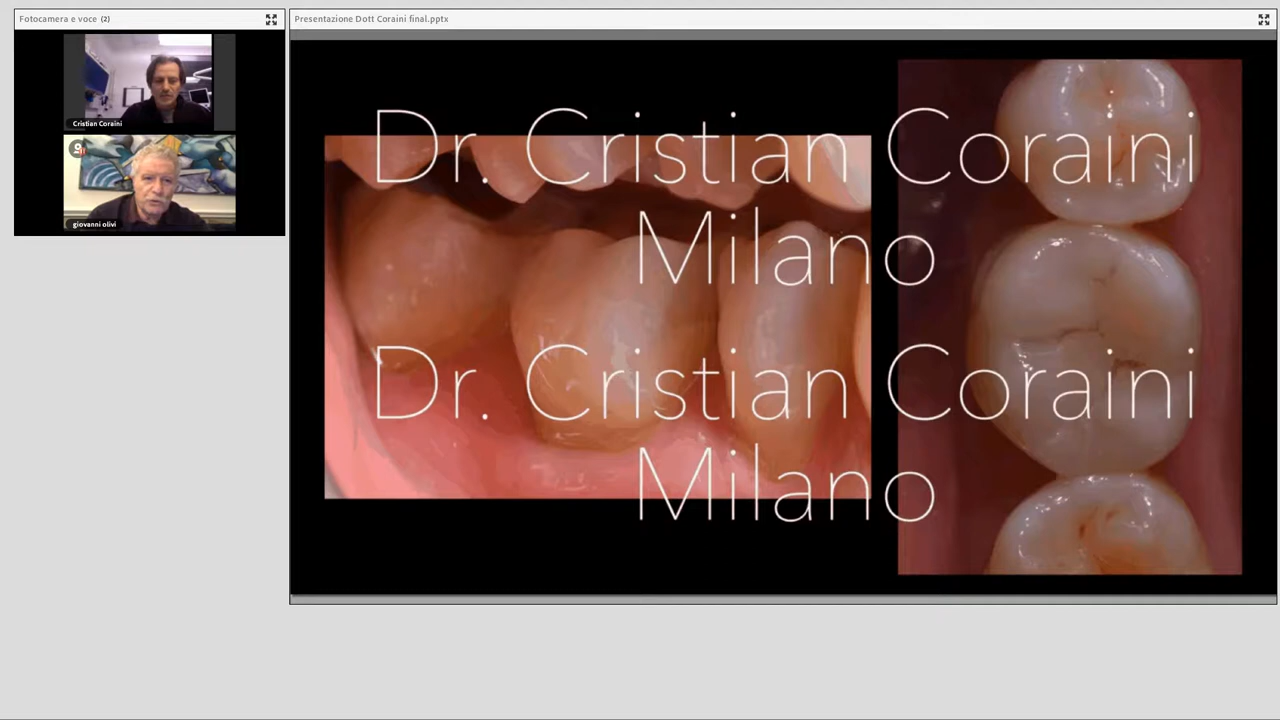 Fotocamera e voce (2)
Cristian Coraini
giovanni olivi
Presentazione Dott Coraini final.pptx
Dr. Cristian Coraini
Milano
Dr. Cristian Coraini
Milano